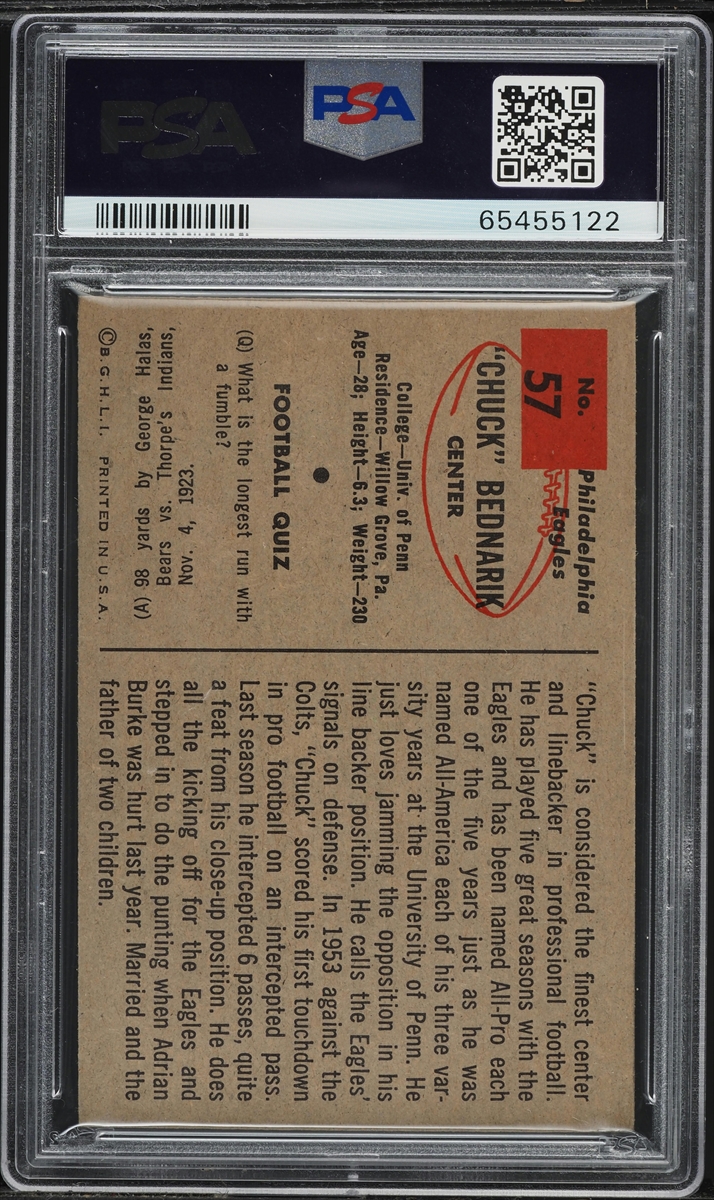 PSA
PSA
65455122
No.
57
Philadelphia
Eagles
"CHUCK" BEDNARIK
CENTER
College—Univ. of Penn
Residence—Willow Grove, Pa.
Age—28; Height—6.3; Weight—230
FOOTBALL QUIZ
(Q) What is the longest run with
a fumble?
(A) 98 yards by George Halas,
Bears vs. Thorpe's Indians,
Nov. 4, 1923.
©B.G.H.L.I. PRINTED IN U.S.A.
"Chuck" is considered the finest center
and linebacker in professional football.
He has played five great seasons with the
Eagles and has been named All-Pro each
one of the five years just as he was
named All-America each of his three var-
sity years at the University of Penn. He
just loves jamming the opposition in his
line backer position. He calls the Eagles'
signals on defense. In 1953 against the
Colts, "Chuck" scored his first touchdown
in pro football on an intercepted pass.
Last season he intercepted 6 passes, quite
a feat from his close-up position. He does
all the kicking off for the Eagles and
stepped in to do the punting when Adrian
Burke was hurt last year. Married and the
father of two children.
PSA